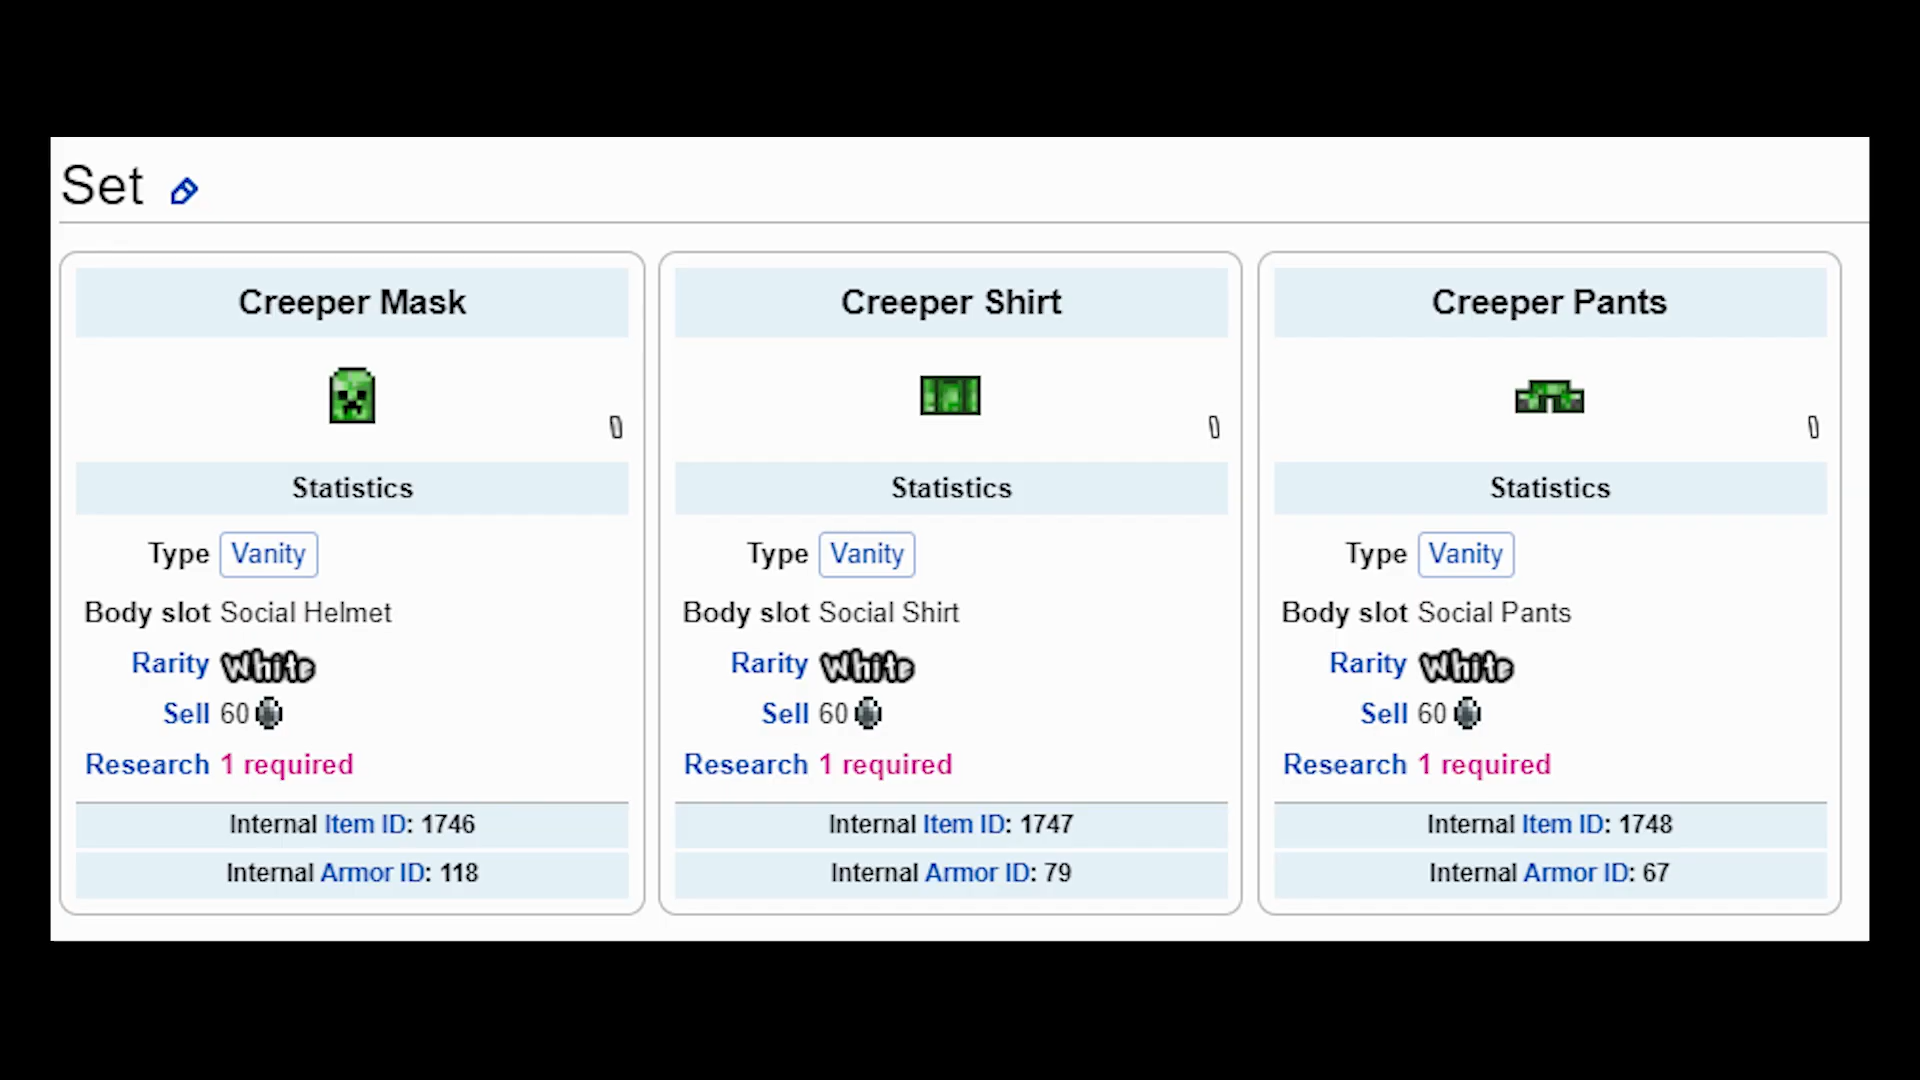 Set
Creeper Mask
Statistics
Type Vanity
Body slot Social Helmet
Rarity White
Sell 60
Research 1 required
Internal Item ID: 1746
Internal Armor ID: 118
Creeper Shirt
Statistics
Type Vanity
Body slot Social Shirt
Rarity White
Sell 60
Research 1 required
Internal Item ID: 1747
Internal Armor ID: 79
Creeper Pants
Statistics
Type Vanity
Body slot Social Pants
Rarity White
Sell 60
Research 1 required
Internal Item ID: 1748
Internal Armor ID: 67